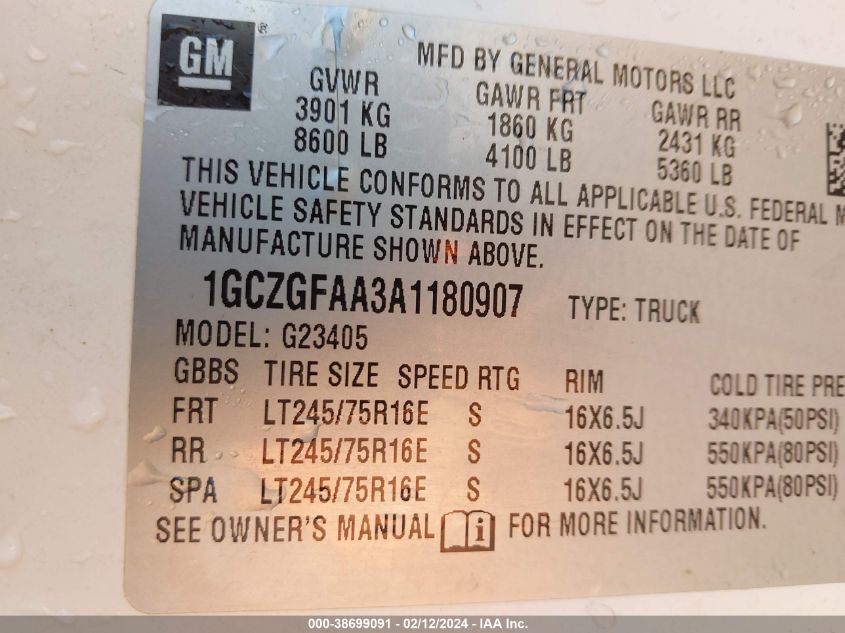 GM
MFD BY GENERAL MOTORS LLC
GVWR GAWR FRT GAWR RR
3901 KG 1860 KG 2431 KG
8600 LB 4100 LB 5360 LB
THIS VEHICLE CONFORMS TO ALL APPLICABLE U.S. FEDERAL M
VEHICLE SAFETY STANDARDS IN EFFECT ON THE DATE OF
MANUFACTURE SHOWN ABOVE.
1GCZGFAA3A1180907 TYPE: TRUCK
MODEL: G23405
GBBS TIRE SIZE SPEED RTG RIM COLD TIRE PRE
FRT LT245/75R16E S 16X6.5J 340KPA(50PSI)
RR LT245/75R16E S 16X6.5J 550KPA(80PSI)
SPA LT245/75R16E S 16X6.5J 550KPA(80PSI)
SEE OWNER'S MANUAL i FOR MORE INFORMATION.
000-38699091 - 02/12/2024 - IAA Inc.